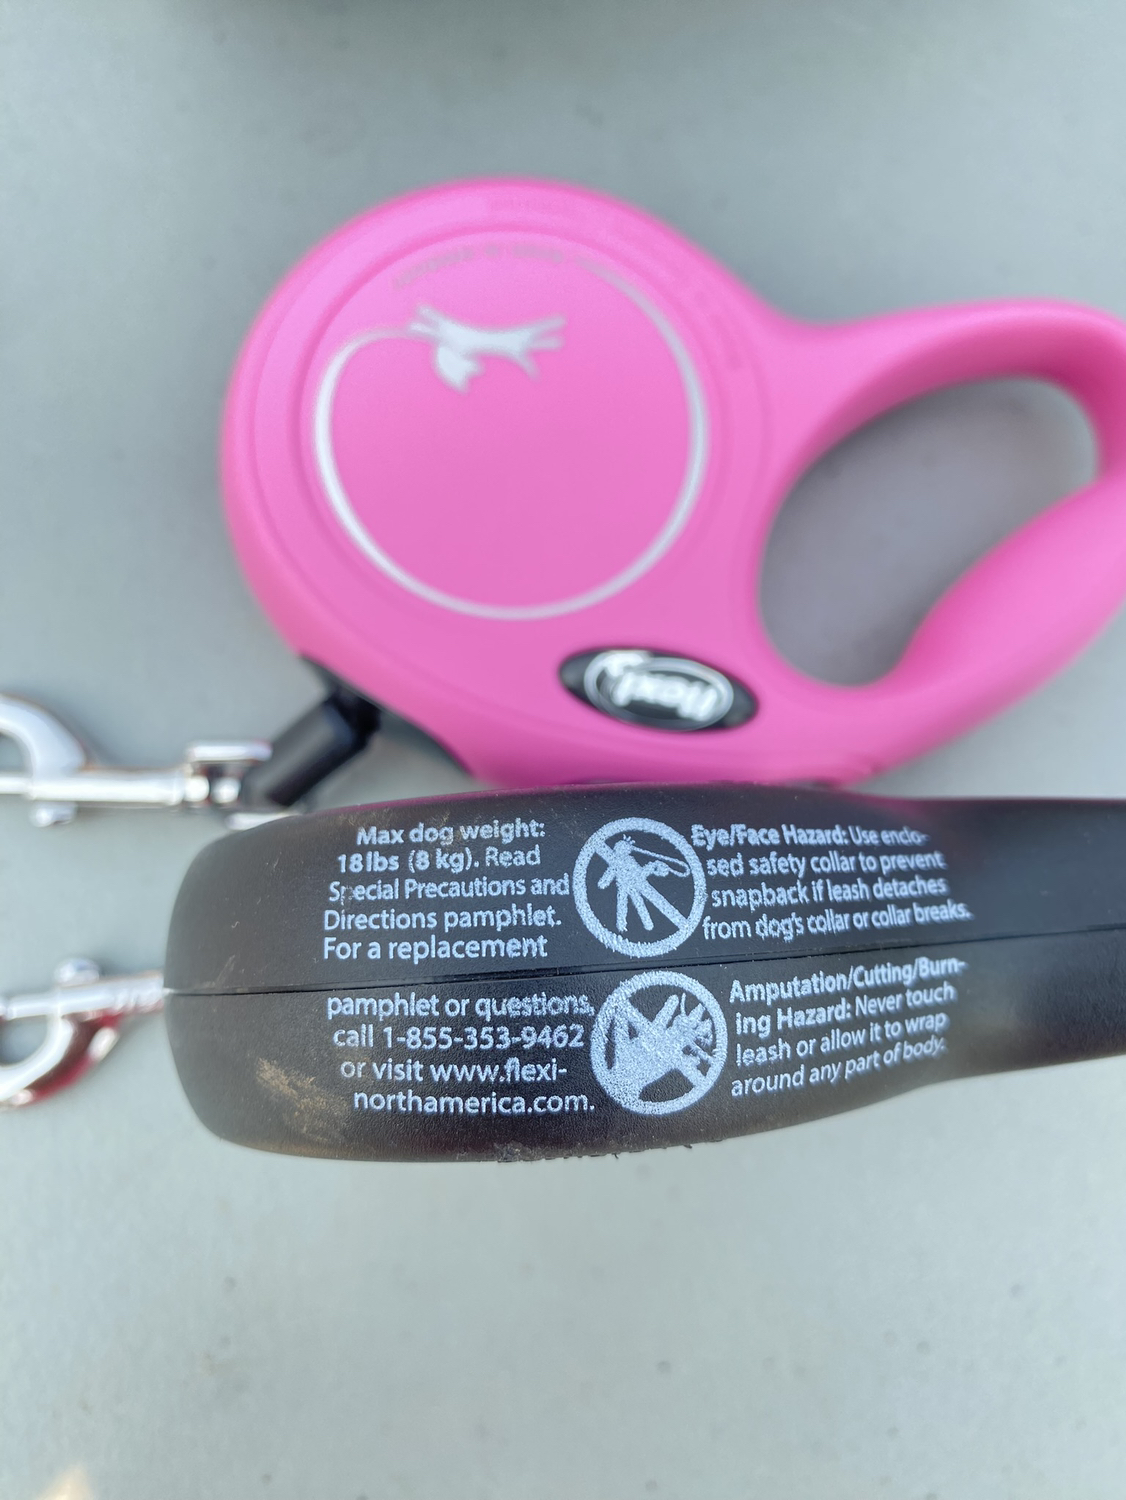 flexi
Max dog weight:
18 lbs (8 kg). Read
Special Precautions and
Directions pamphlet.
For a replacement
pamphlet or questions,
call 1-855-353-9462
or visit www.flexi-
northamerica.com.
Eye/Face Hazard: Use enclo-
sed safety collar to prevent
snapback if leash detaches
from dog's collar or collar breaks.
Amputation/Cutting/Burn-
ing Hazard: Never touch
leash or allow it to wrap
around any part of body.